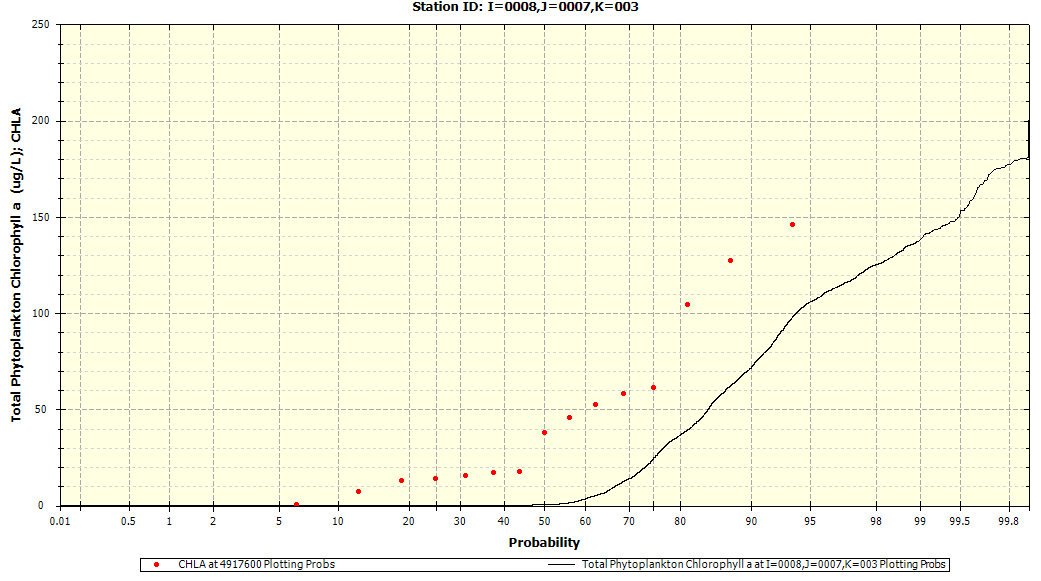 Station ID: I=0008,J=0007,K=003
Total Phytoplankton Chlorophyll a (ug/L); CHLA
250
200
150
100
50
0
0.01 0.5 1 2 5 10 20 30 40 50 60 70 80 90 95 98 99 99.5 99.8
Probability
CHLA at 4917600 Plotting Probs Total Phytoplankton Chlorophyll a at I=0008,J=0007,K=003 Plotting Probs